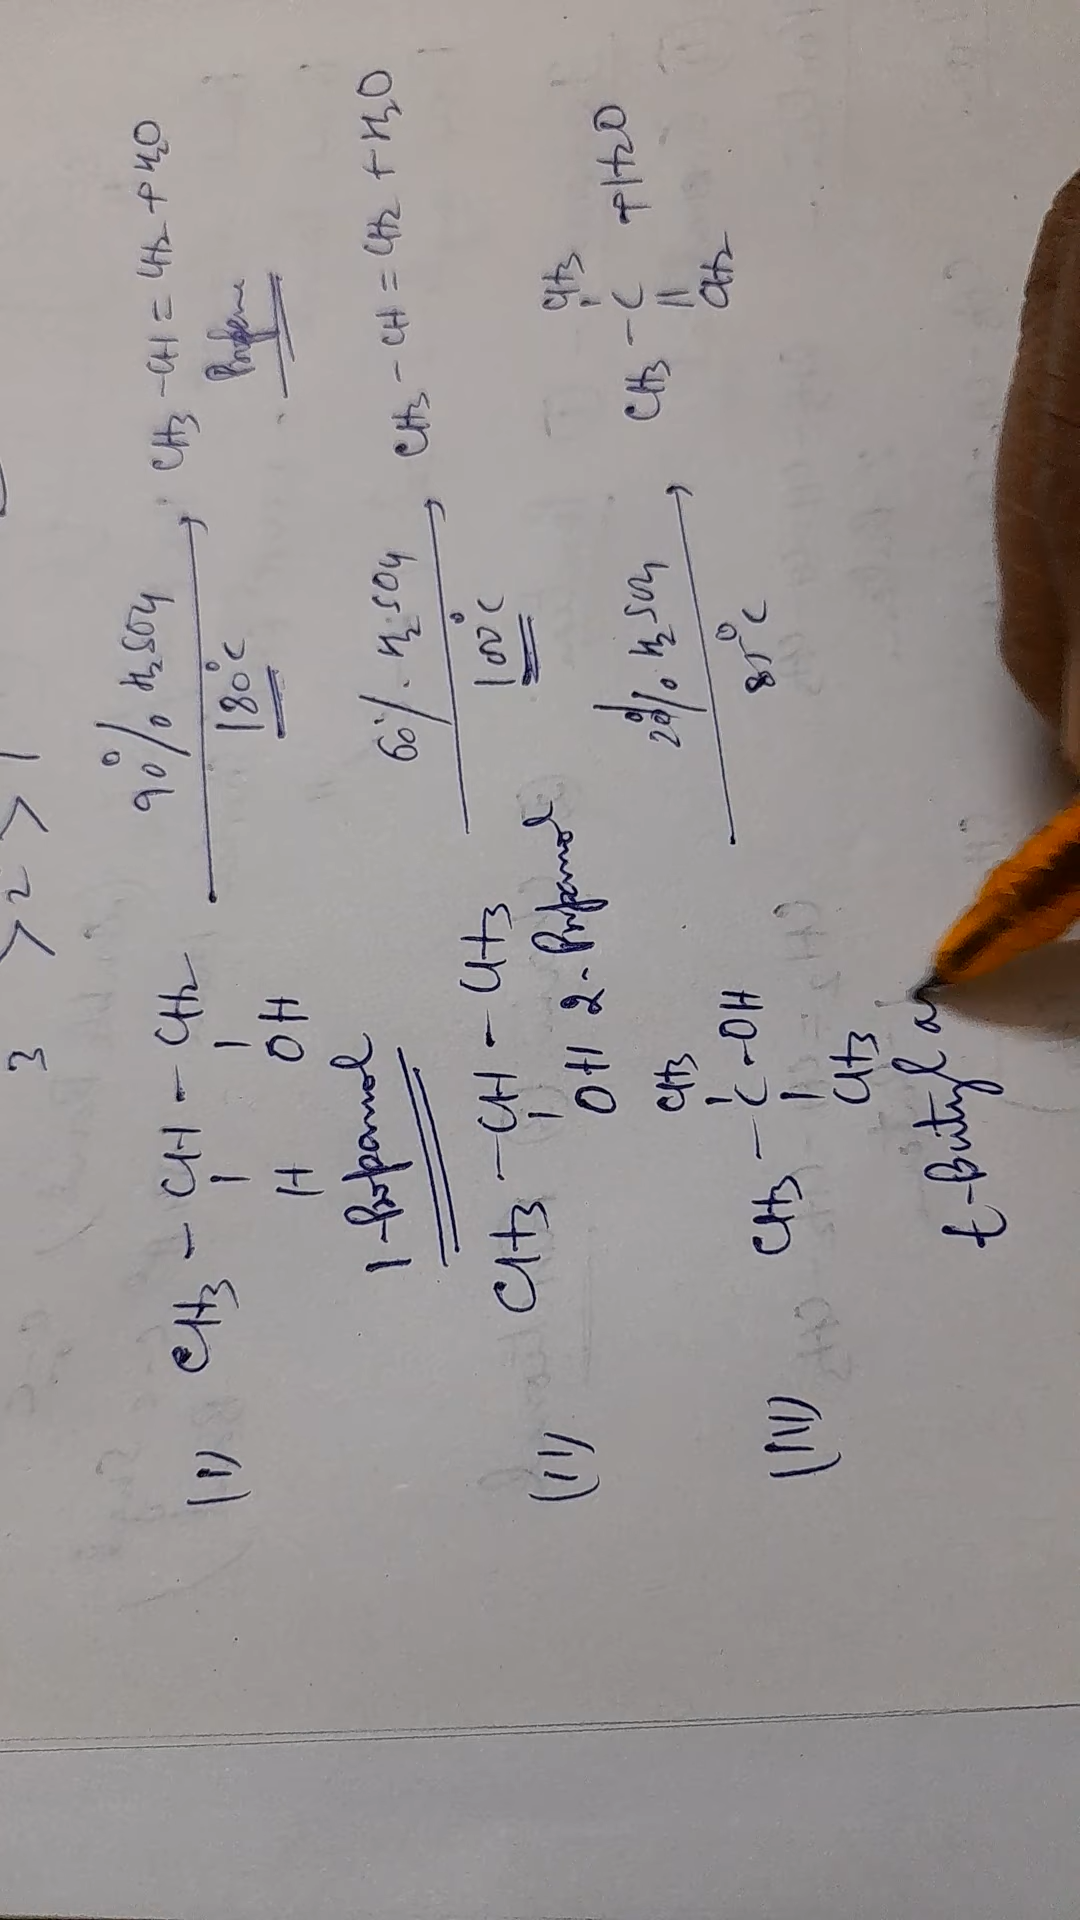 3 > 2 > 1
90% H2SO4
(I) CH3 - CH - CH2 → CH3 - CH = CH2 + H2O
H OH 180°C Propene
1-Propanol
60% H2SO4
(II) CH3 - CH - CH3 → CH3 - CH = CH2 + H2O
OH 2-Propanol 100°C
CH3 20% H2SO4 CH3
(III) CH3 - C - OH → CH3 - C + H2O
CH3 85°C CH2
t-Butyl a